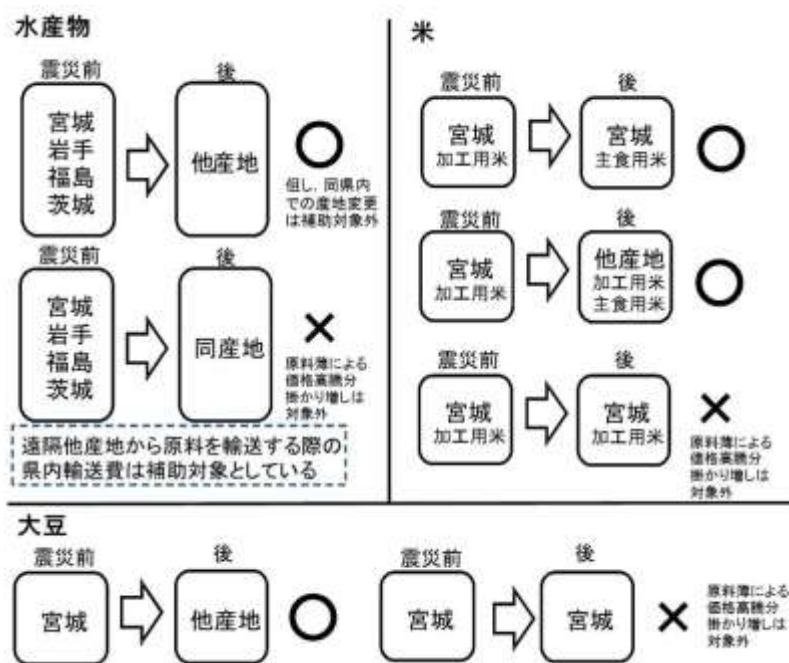 水産物
震災前
後
宮城
岩手
福島
茨城
他産地
但し、同県内
での産地変更
は補助対象外
震災前
後
宮城
岩手
福島
茨城
同産地
原料薄による
価格高騰分
掛かり増しは
対象外
遠隔他産地から原料を輸送する際の
県内輸送費は補助対象としている
米
震災前
後
宮城
加工用米
宮城
主食用米
震災前
後
宮城
加工用米
他産地
加工用米
主食用米
震災前
後
宮城
加工用米
宮城
加工用米
原料薄による
価格高騰分
掛かり増しは
対象外
大豆
震災前
後
宮城
他産地
震災前
後
宮城
宮城
原料薄による
価格高騰分
掛かり増しは
対象外